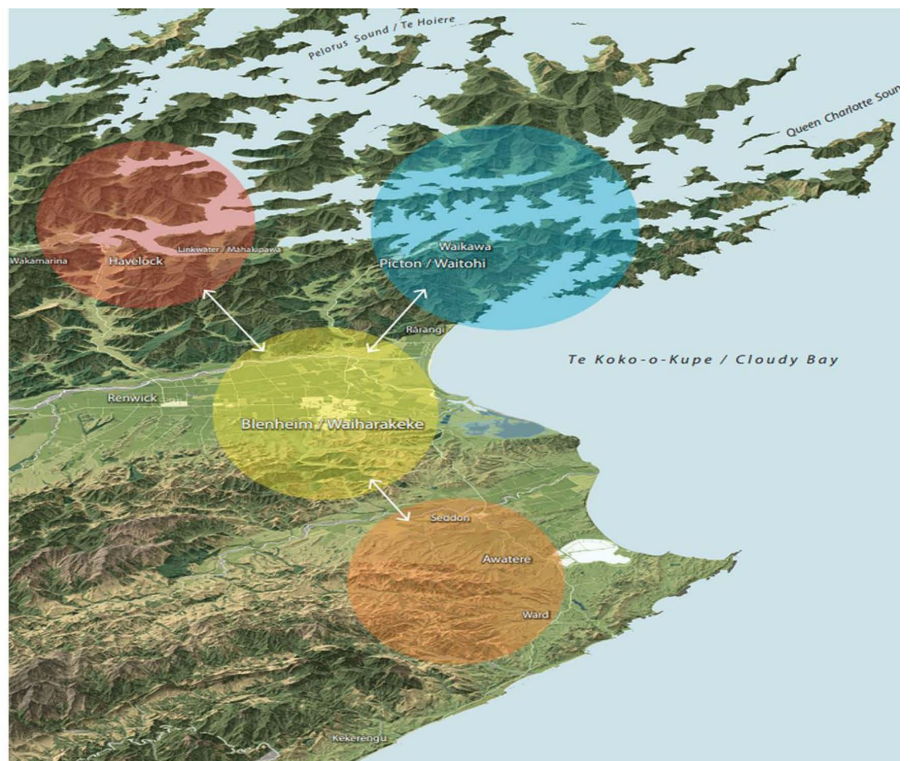 Pelorus Sound / Te Hoiere
Queen Charlotte Soun
Waikawa
Linkwater / Mahakipawa
Wakamarina
Havelock
Picton / Waitohi
Rārangi
Te Koko-o-Kupe / Cloudy Bay
Renwick
Blenheim / Waiharakeke
Seddon
Awatere
Ward
Kekerengu